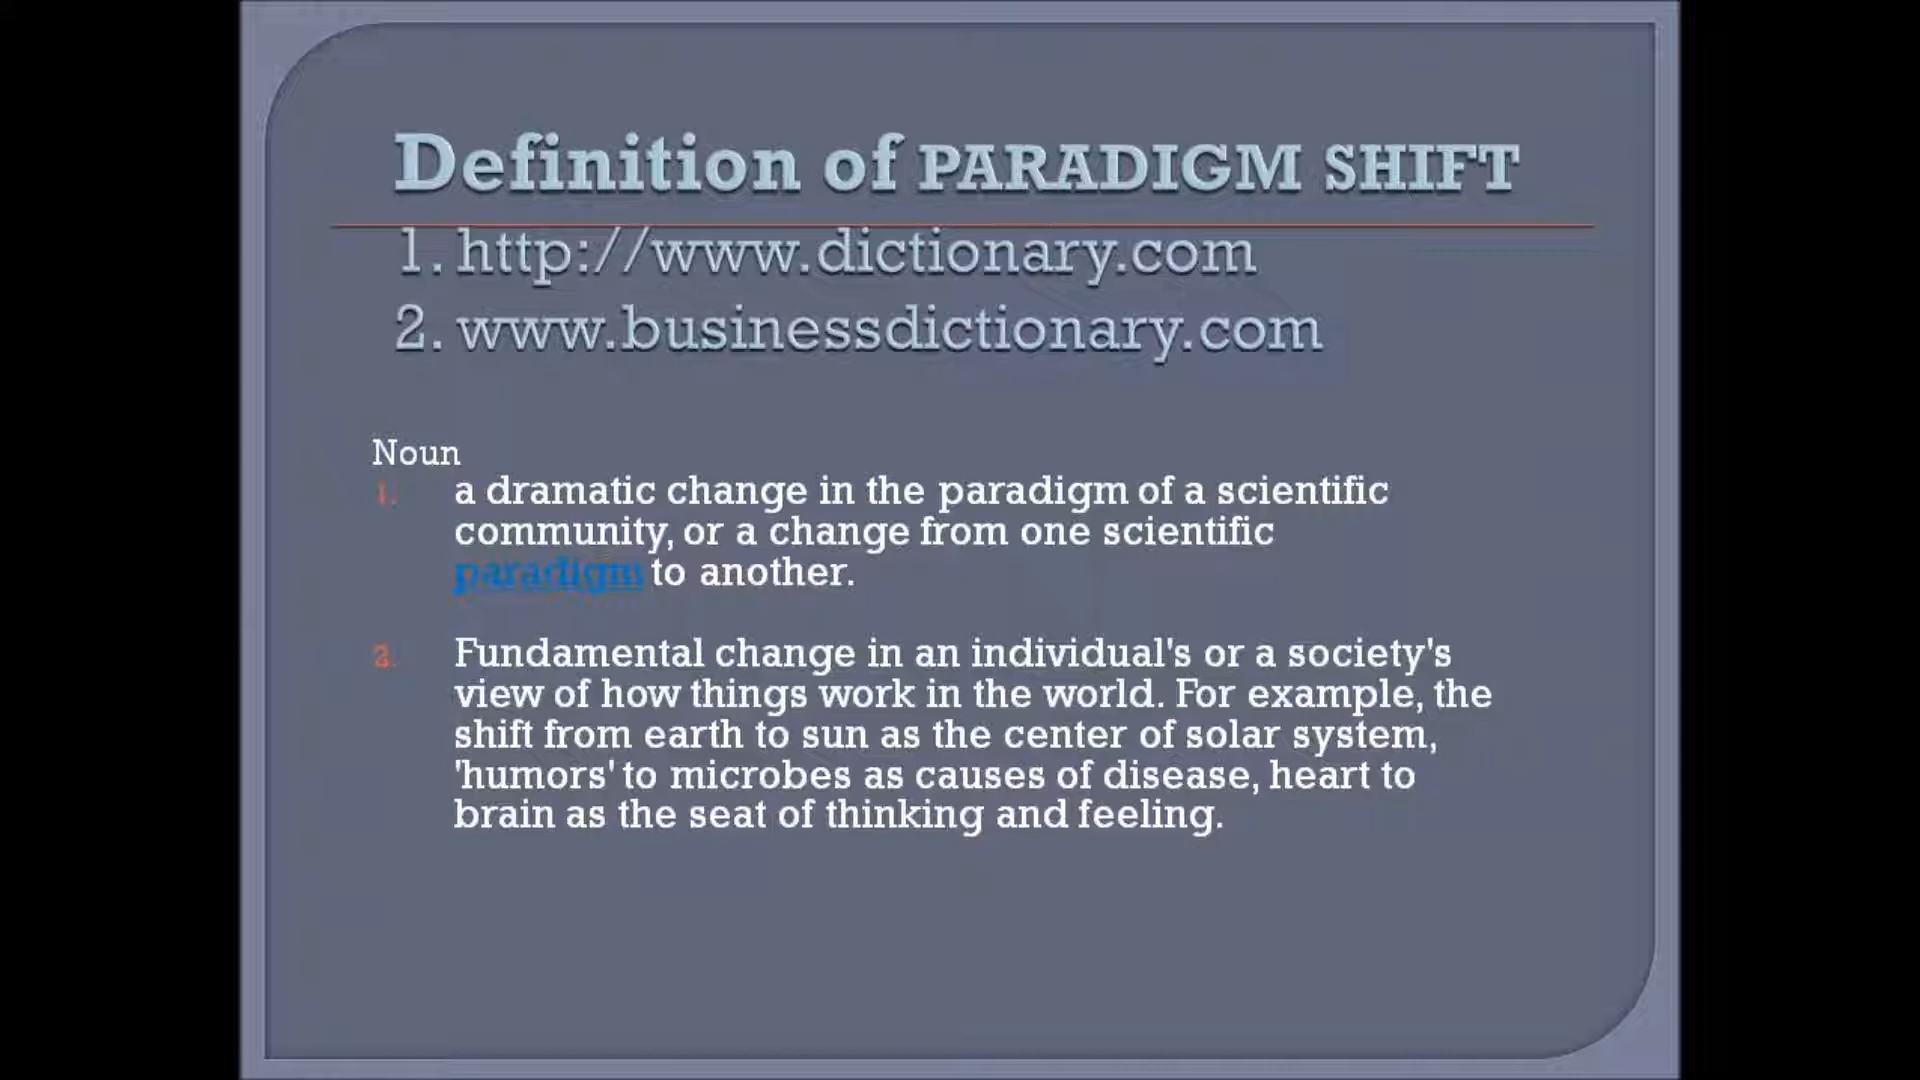 Definition of PARADIGM SHIFT
1. http://www.dictionary.com
2. www.businessdictionary.com
Noun
1. a dramatic change in the paradigm of a scientific
community, or a change from one scientific
paradigm to another.
2. Fundamental change in an individual's or a society's
view of how things work in the world. For example, the
shift from earth to sun as the center of solar system,
'humors' to microbes as causes of disease, heart to
brain as the seat of thinking and feeling.